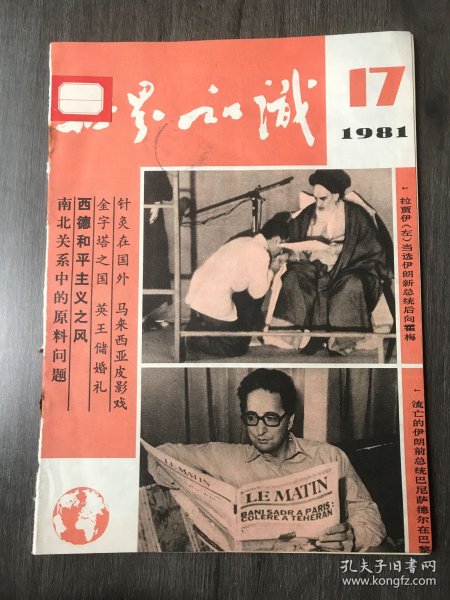 世界知识
17
1981
针灸在国外 马来西亚皮影戏
金字塔之国 英王储婚礼
西德和平主义之风
南北关系中的原料问题
← 拉贾伊(左)当选伊朗新总统后向霍梅
← 流亡的伊朗前总统巴尼萨德尔在巴黎
LE MATIN
LE MATIN
BANI SADR A PARIS:
COLERE A TEHERAN
孔夫子旧书网
www.kongfz.com